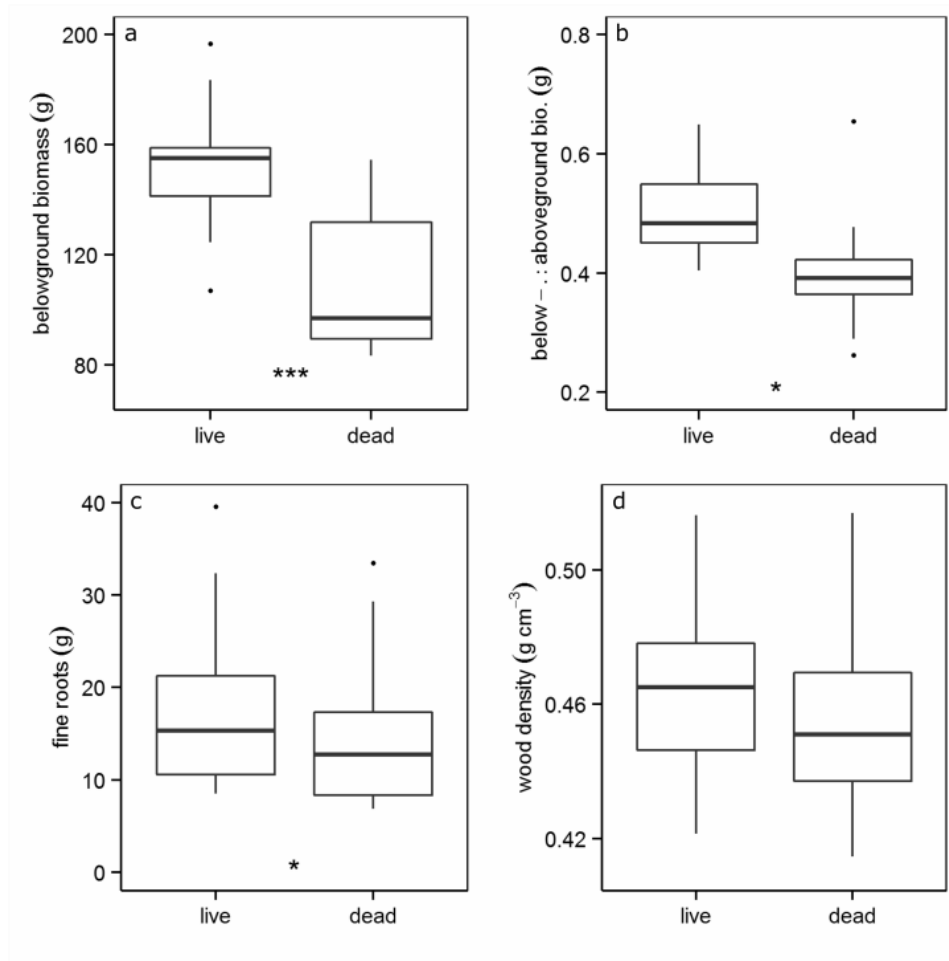 a
belowground biomass (g)
200
160
120
80
***
live dead
b
below−.: aboveground bio. (g)
0.8
0.6
0.4
0.2
*
live dead
c
fine roots (g)
40
30
20
10
0
*
live dead
d
wood density (g cm⁻³)
0.50
0.46
0.42
live dead